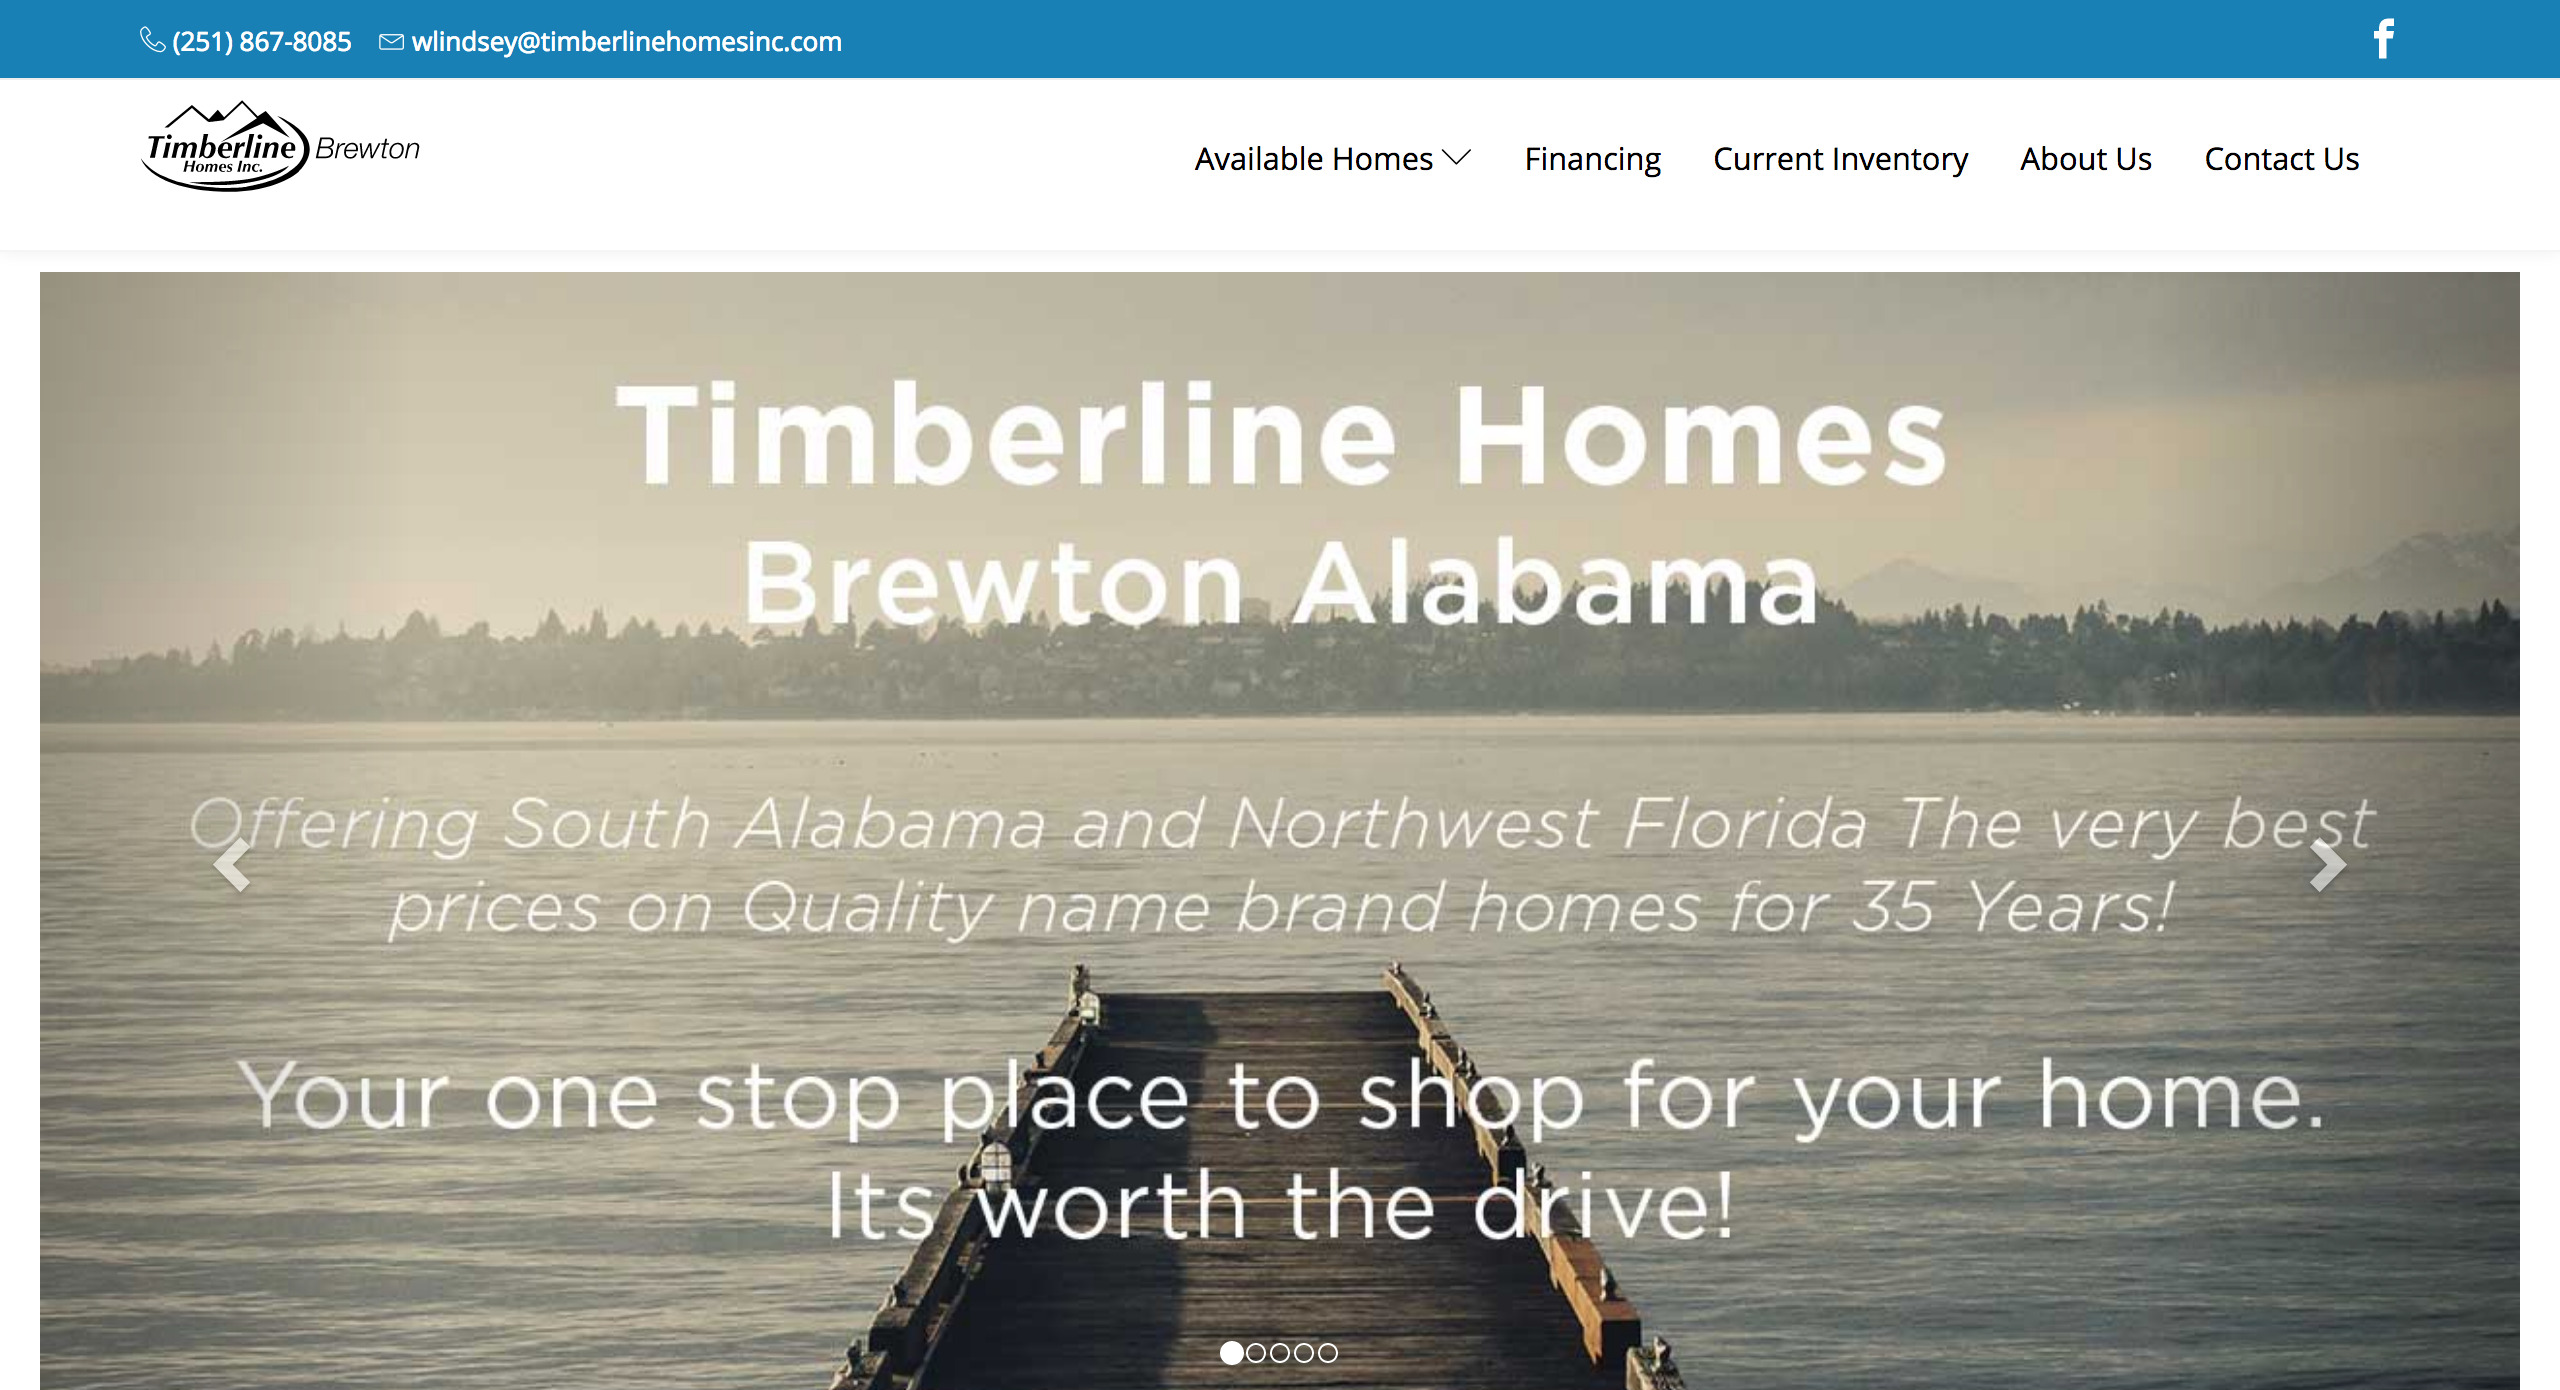 (251) 867-8085 wlindsey@timberlinehomesinc.com
Timberline
Homes Inc.
Brewton
Available Homes Financing Current Inventory About Us Contact Us
Timberline Homes
Brewton Alabama
Offering South Alabama and Northwest Florida The very best
prices on Quality name brand homes for 35 Years!
Your one stop place to shop for your home.
Its worth the drive!